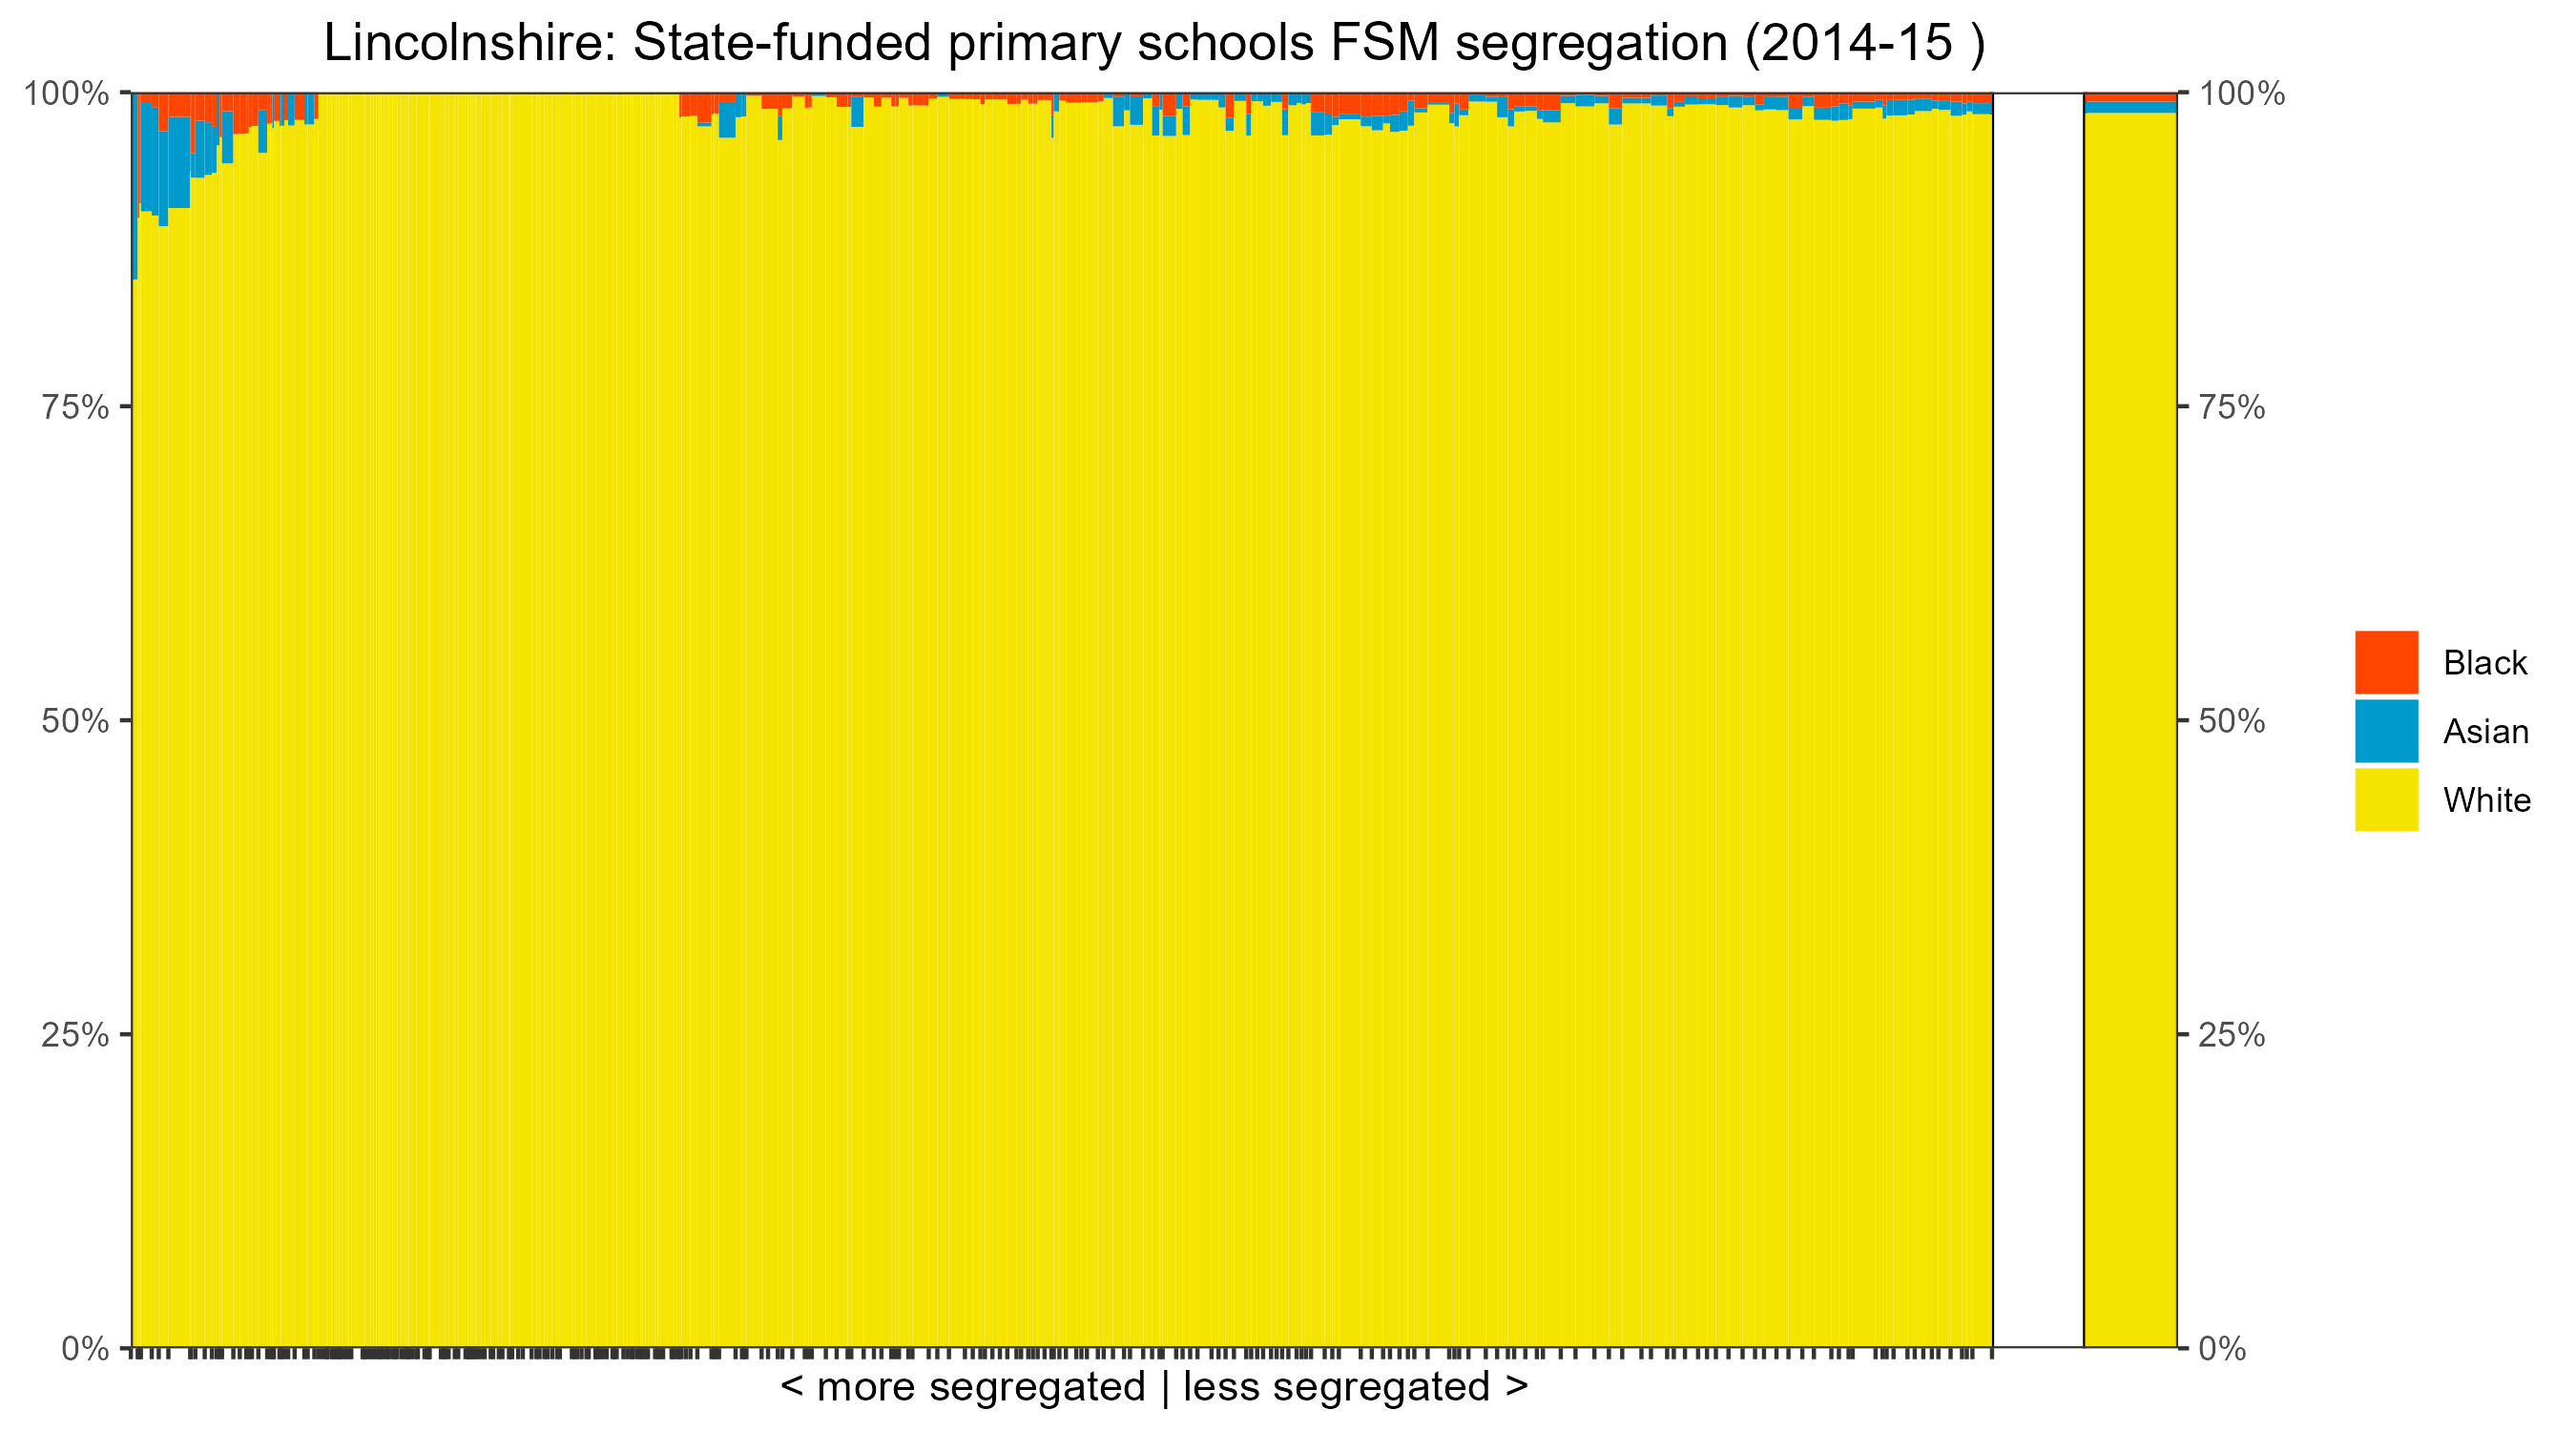 Lincolnshire: State-funded primary schools FSM segregation (2014-15 )
100%
75%
50%
25%
0%
100%
75%
50%
25%
0%
Black
Asian
White
< more segregated | less segregated >